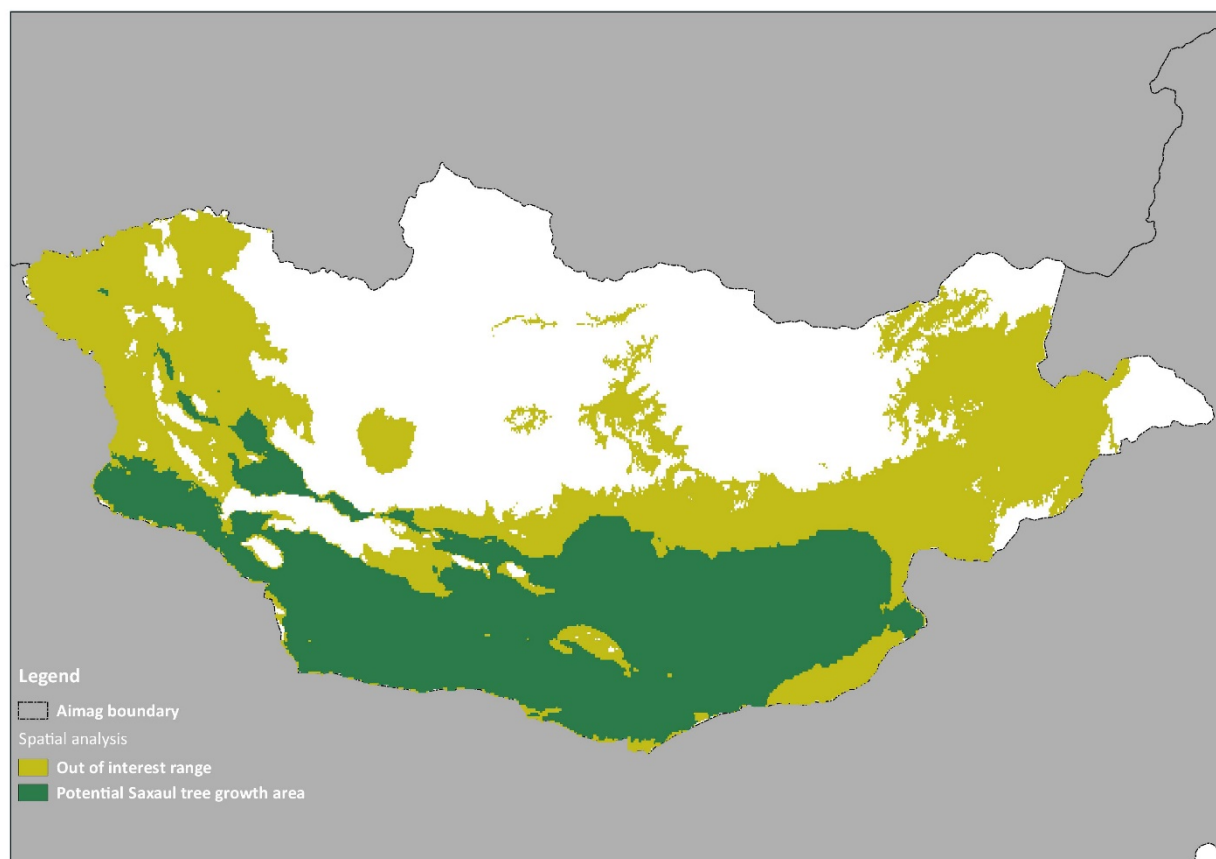 Legend
Aimag boundary
Spatial analysis
Out of interest range
Potential Saxaul tree growth area